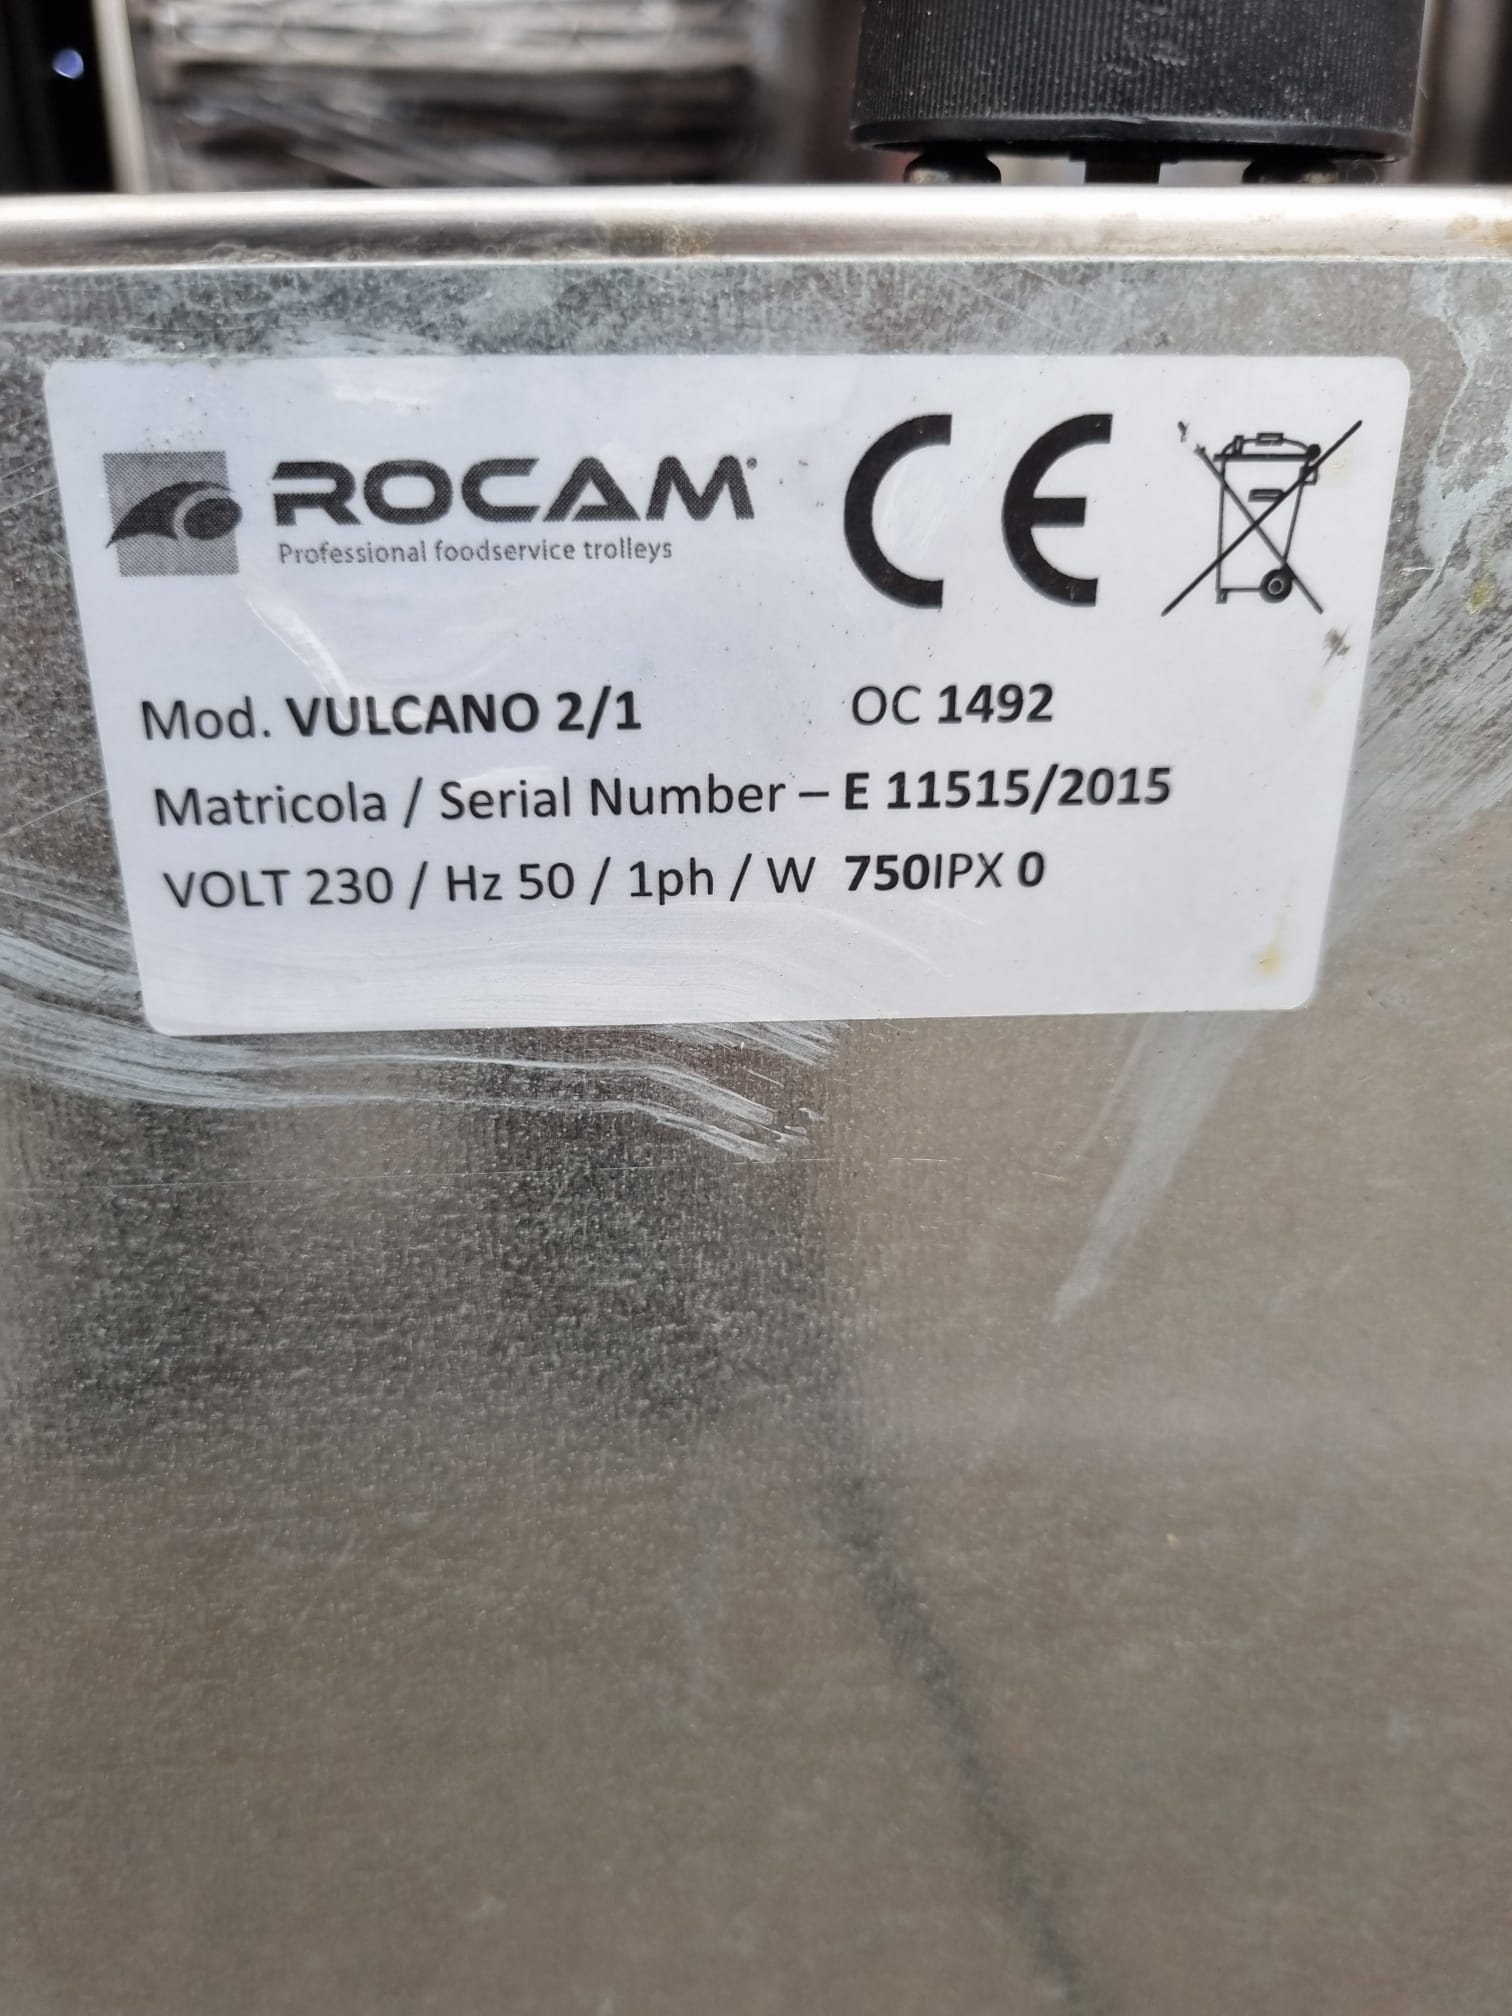 ROCAM
Professional foodservice trolleys
CE
Mod. VULCANO 2/1 OC 1492
Matricola / Serial Number – E 11515/2015
VOLT 230 / Hz 50 / 1ph / W 750IPX 0